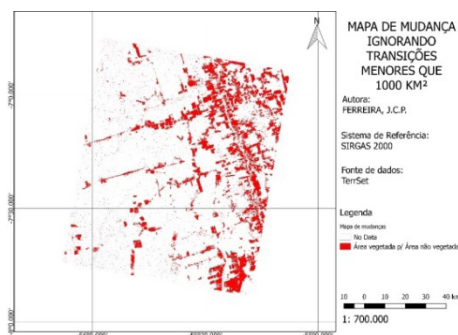 N
MAPA DE MUDANÇA
IGNORANDO
TRANSIÇÕES
MENORES QUE
1000 KM²
Autora:
FERREIRA, J.C.P.
Sistema de Referência:
SIRGAS 2000
Fonte de dados:
TerrSet
Legenda
Mapa de mudanças
No Data
Área vegetada p/ Área não vegetada
10 0 10 20 30 40 km
1: 700.000